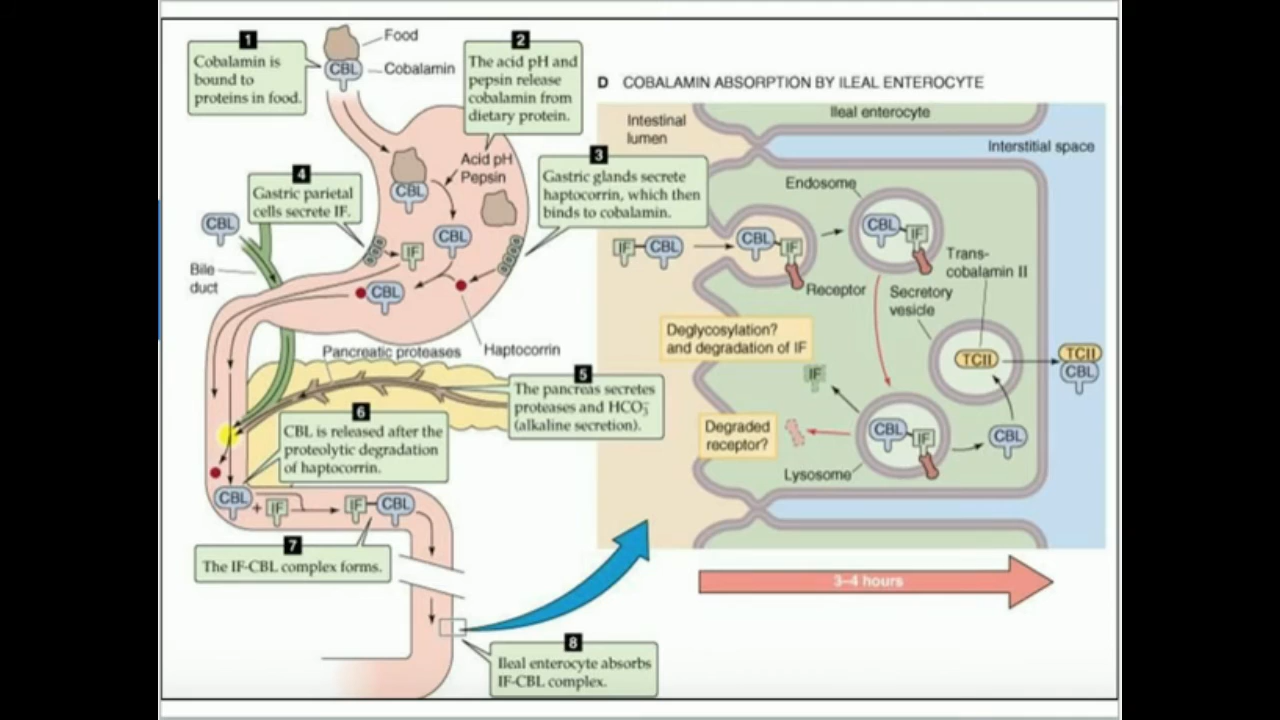 1
Cobalamin is
bound to
proteins in food.
Food
CBL
Cobalamin
2
The acid pH and
pepsin release
cobalamin from
dietary protein.
Acid pH
Pepsin
CBL
3
Gastric glands secrete
haptocorrin, which then
binds to cobalamin.
4
Gastric parietal
cells secrete IF.
CBL
Bile
duct
IF
CBL
CBL
Haptocorrin
Pancreatic proteases
5
The pancreas secretes
proteases and HCO₃⁻
(alkaline secretion).
6
CBL is released after the
proteolytic degradation
of haptocorrin.
CBL + IF
IF CBL
7
The IF-CBL complex forms.
8
Ileal enterocyte absorbs
IF-CBL complex.
D COBALAMIN ABSORPTION BY ILEAL ENTEROCYTE
Intestinal
lumen
Ileal enterocyte
Interstitial space
Endosome
IF CBL
CBL IF
CBL IF
Receptor
Trans-
cobalamin II
Secretory
vesicle
Deglycosylation?
and degradation of IF
IF
TCII
TCII
CBL
Degraded
receptor?
CBL IF
CBL
Lysosome
3–4 hours